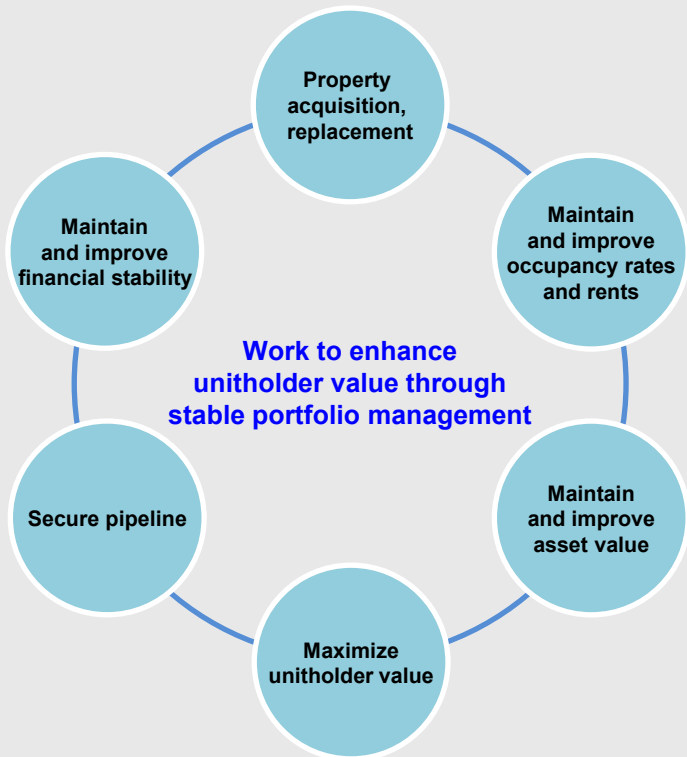 Property
acquisition,
replacement
Maintain
and improve
occupancy rates
and rents
Maintain
and improve
asset value
Maximize
unitholder value
Secure pipeline
Maintain
and improve
financial stability
Work to enhance
unitholder value through
stable portfolio management